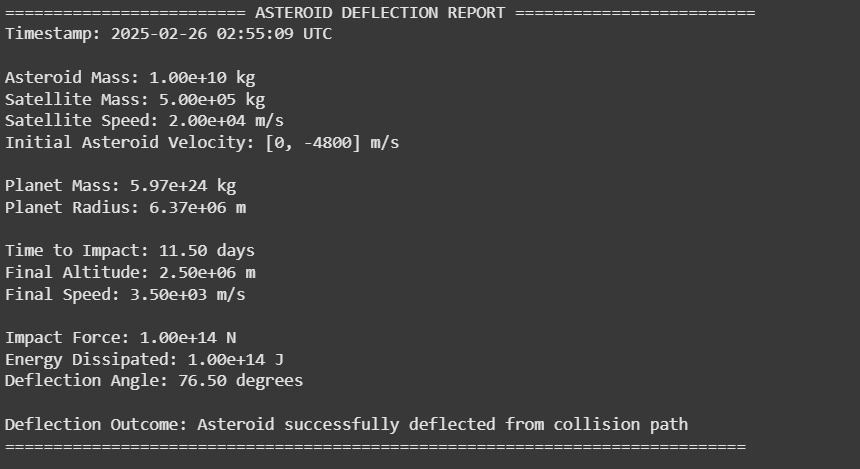 ========================= ASTEROID DEFLECTION REPORT =========================
Timestamp: 2025-02-26 02:55:09 UTC
Asteroid Mass: 1.00e+10 kg
Satellite Mass: 5.00e+05 kg
Satellite Speed: 2.00e+04 m/s
Initial Asteroid Velocity: [0, -4800] m/s
Planet Mass: 5.97e+24 kg
Planet Radius: 6.37e+06 m
Time to Impact: 11.50 days
Final Altitude: 2.50e+06 m
Final Speed: 3.50e+03 m/s
Impact Force: 1.00e+14 N
Energy Dissipated: 1.00e+14 J
Deflection Angle: 76.50 degrees
Deflection Outcome: Asteroid successfully deflected from collision path
=============================================================================